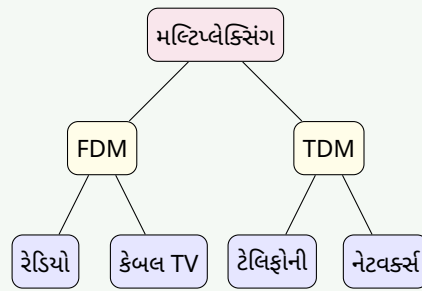 મલ્ટિપ્લેક્સિંગ
FDM
TDM
રેડિયો
કેબલ TV
ટેલિફોની
નેટવર્ક્સ